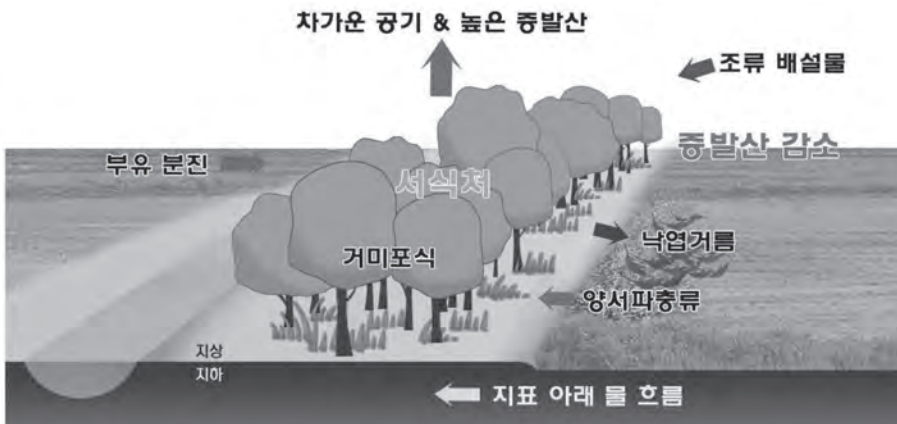 차가운 공기 & 높은 증발산
조류 배설물
증발산 감소
부유 분진
서식처
낙엽거름
거미포식
양서파충류
지상
지하
지표 아래 물 흐름